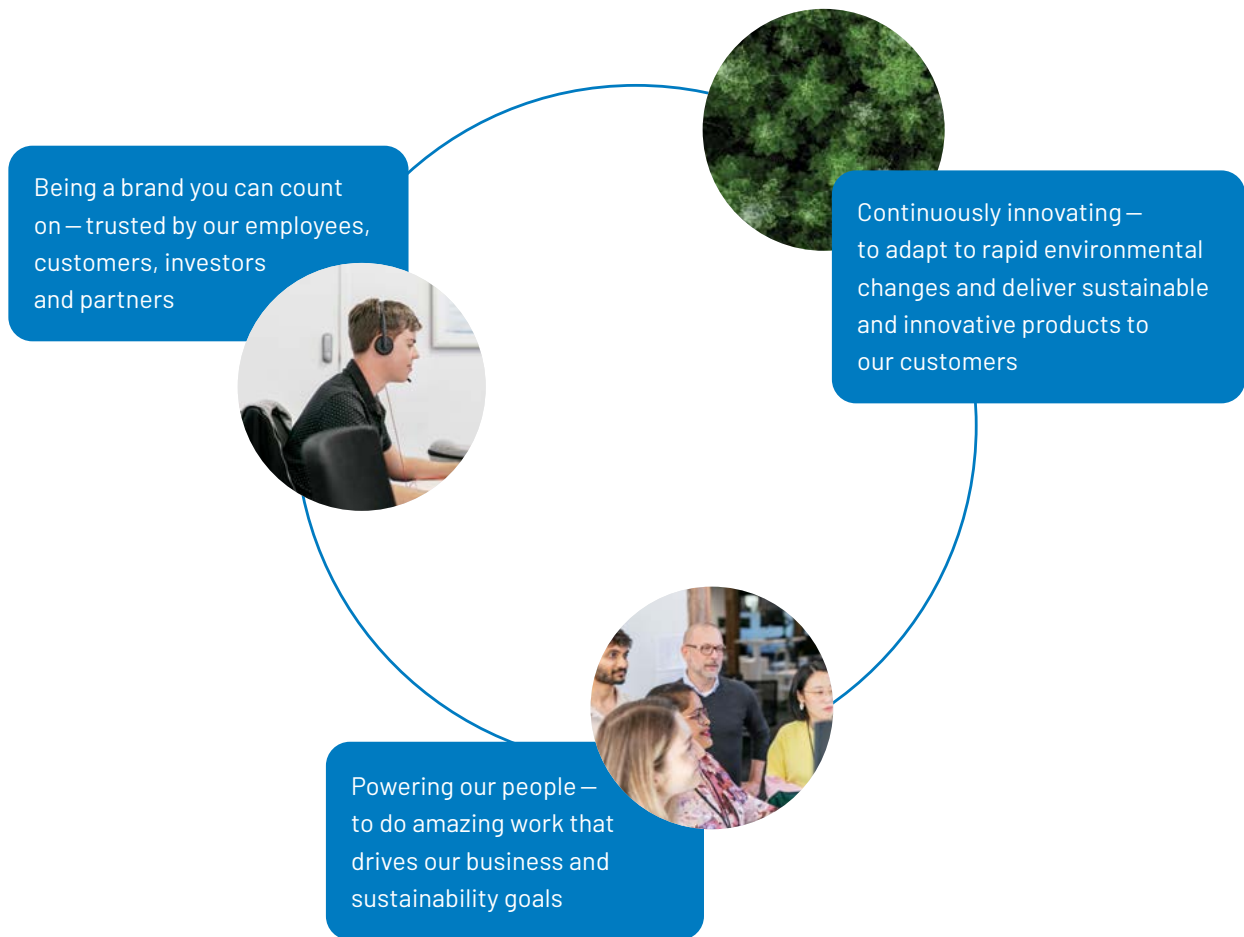 Being a brand you can count
on — trusted by our employees,
customers, investors
and partners
Continuously innovating —
to adapt to rapid environmental
changes and deliver sustainable
and innovative products to
our customers
Powering our people —
to do amazing work that
drives our business and
sustainability goals